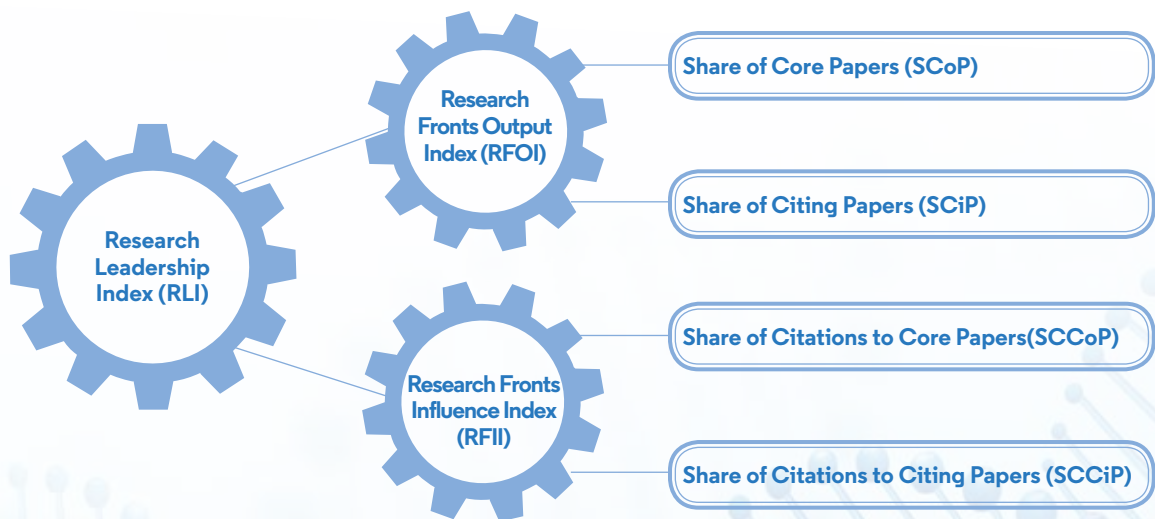 Research
Leadership
Index (RLI)
Research
Fronts Output
Index (RFOI)
Share of Core Papers (SCoP)
Share of Citing Papers (SCiP)
Research Fronts
Influence Index
(RFII)
Share of Citations to Core Papers(SCCoP)
Share of Citations to Citing Papers (SCCiP)